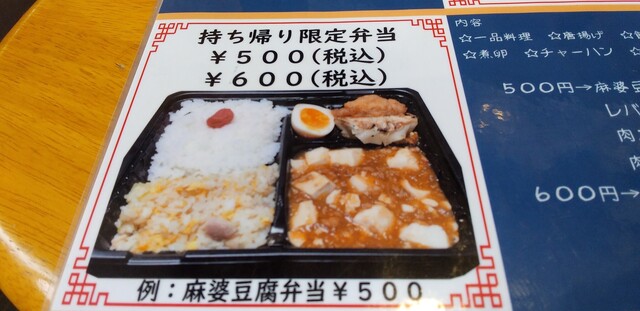 持ち帰り限定弁当
￥５００(税込)
￥６００(税込)
例：麻婆豆腐弁当￥５００
内容
☆一品料理　☆唐揚げ
☆煮卵　☆チャーハン
５００円→麻婆豆
レバ
肉
肉
６００円→